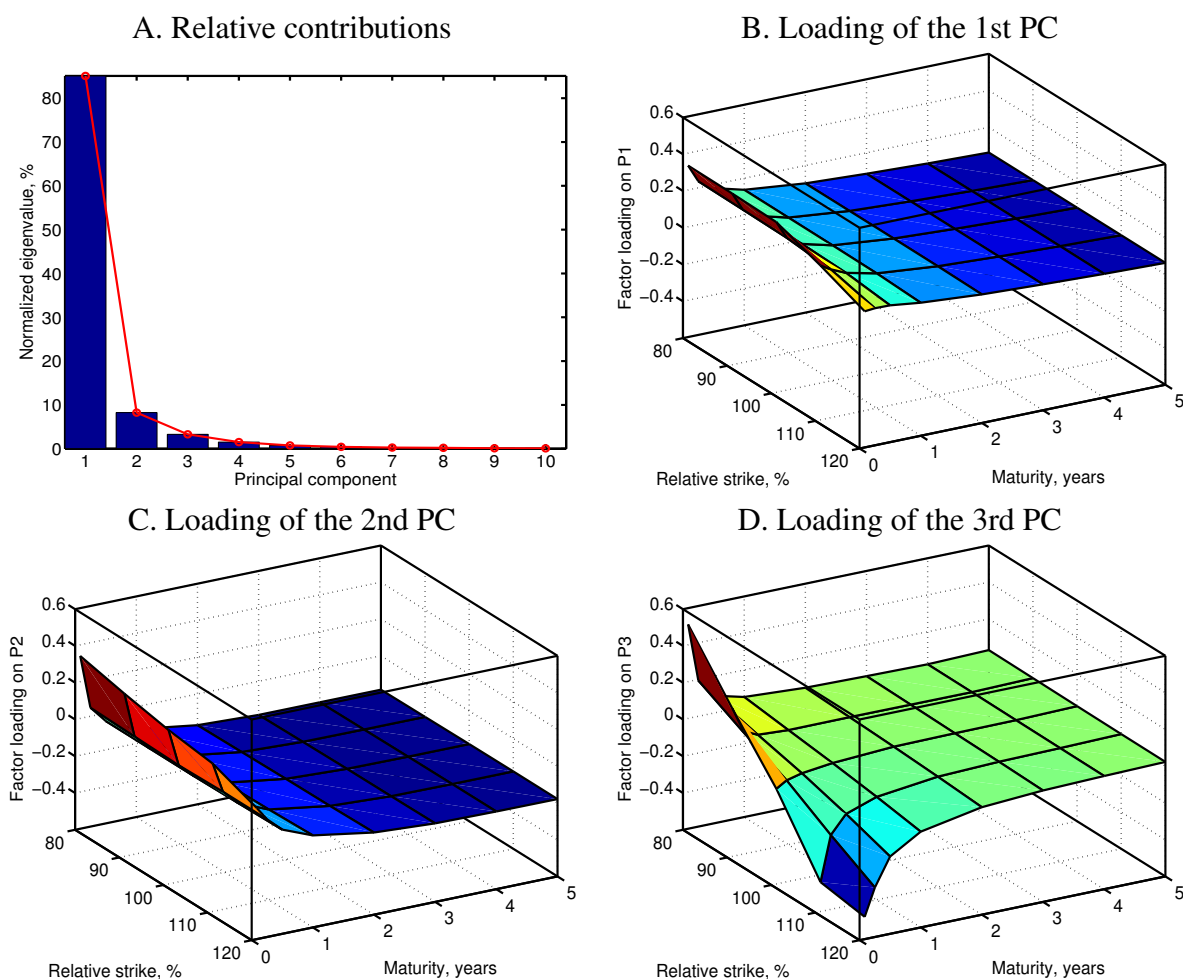 A. Relative contributions
80
70
60
50
40
30
20
10
0
Normalized eigenvalue, %
1 2 3 4 5 6 7 8 9 10
Principal component
B. Loading of the 1st PC
0.6
0.4
0.2
0
−0.2
−0.4
Factor loading on P1
80
90
100
110
120
Relative strike, %
0 1 2 3 4 5
Maturity, years
C. Loading of the 2nd PC
0.6
0.4
0.2
0
−0.2
−0.4
Factor loading on P2
80
90
100
110
120
Relative strike, %
0 1 2 3 4 5
Maturity, years
D. Loading of the 3rd PC
0.6
0.4
0.2
0
−0.2
−0.4
Factor loading on P3
80
90
100
110
120
Relative strike, %
0 1 2 3 4 5
Maturity, years